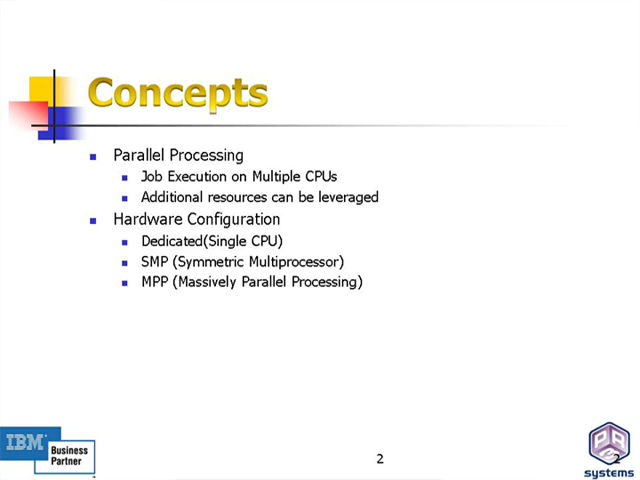 Concepts
Parallel Processing
Job Execution on Multiple CPUs
Additional resources can be leveraged
Hardware Configuration
Dedicated(Single CPU)
SMP (Symmetric Multiprocessor)
MPP (Massively Parallel Processing)
IBM
Business
Partner
2
2
systems